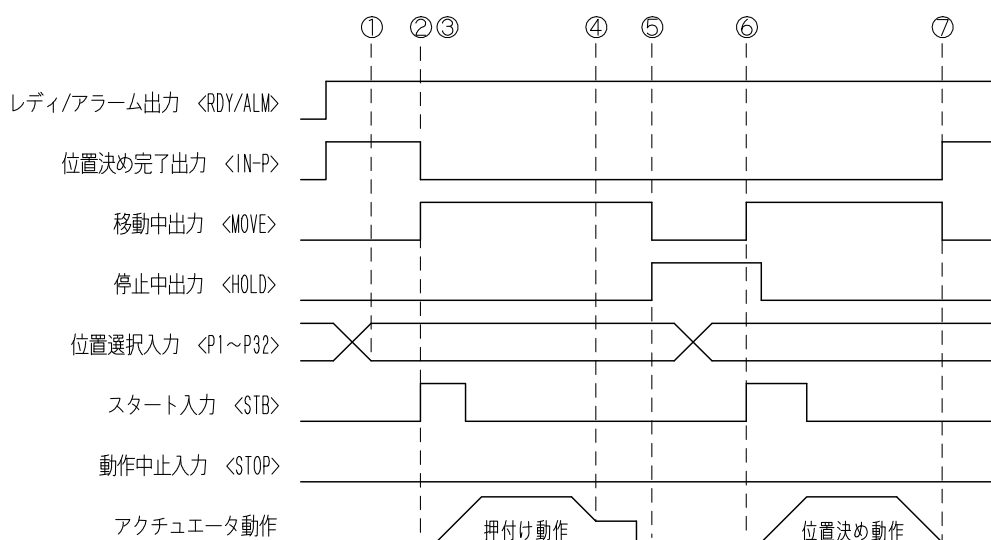 ① ②③ ④ ⑤ ⑥ ⑦
レディ/アラーム出力 <RDY/ALM>
位置決め完了出力 <IN-P>
移動中出力 <MOVE>
停止中出力 <HOLD>
位置選択入力 <P1~P32>
スタート入力 <STB>
動作中止入力 <STOP>
アクチュエータ動作 押付け動作 位置決め動作